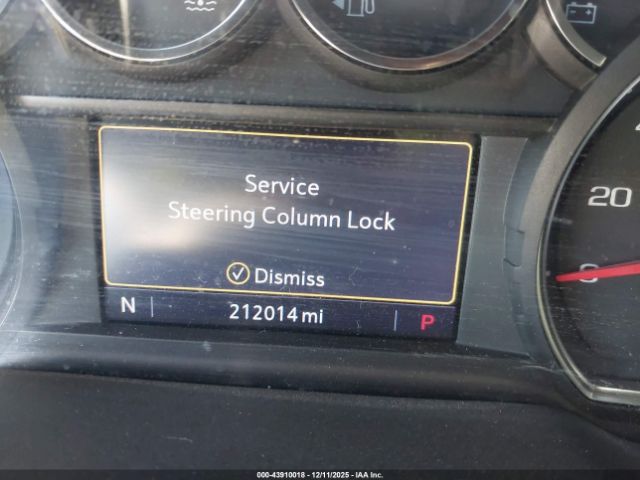 Service
Steering Column Lock
Dismiss
N
212014 mi
P
20
000-43910018 - 12/11/2025 - IAA Inc.